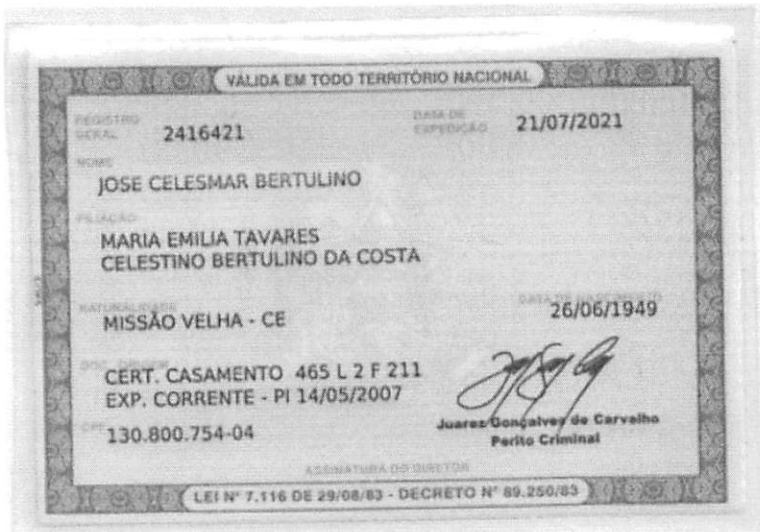 VÁLIDA EM TODO TERRITÓRIO NACIONAL
REGISTRO GERAL 2416421 DATA DE EXPEDIÇÃO 21/07/2021
NOME
JOSE CELESMAR BERTULINO
FILIAÇÃO
MARIA EMILIA TAVARES
CELESTINO BERTULINO DA COSTA
NATURALIDADE DATA DE NASCIMENTO
MISSÃO VELHA - CE 26/06/1949
DOC. ORIGEM
CERT. CASAMENTO 465 L 2 F 211
EXP. CORRENTE - PI 14/05/2007
CPF
130.800.754-04
Juarez Gonçalves de Carvalho
Perito Criminal
ASSINATURA DO DIRETOR
LEI Nº 7.116 DE 29/08/83 - DECRETO Nº 89.250/83